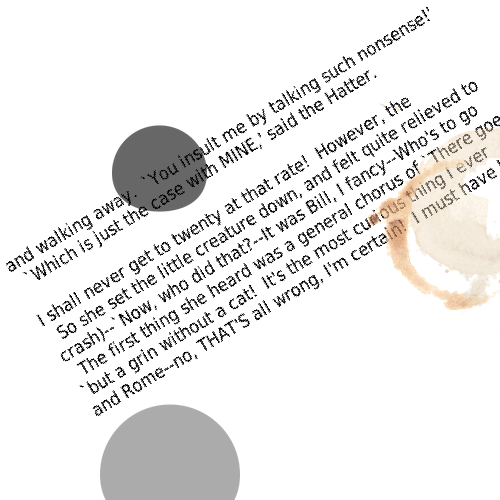 and walking away. `You insult me by talking such nonsense!'
`Which is just the case with MINE,' said the Hatter.
I shall never get to twenty at that rate! However, the
So she set the little creature down, and felt quite relieved to
crash)--`Now, who did that?--It was Bill, I fancy--Who's to go
The first thing she heard was a general chorus of `There goes
`but a grin without a cat! It's the most curious thing I ever
and Rome--no, THAT'S all wrong, I'm certain! I must have